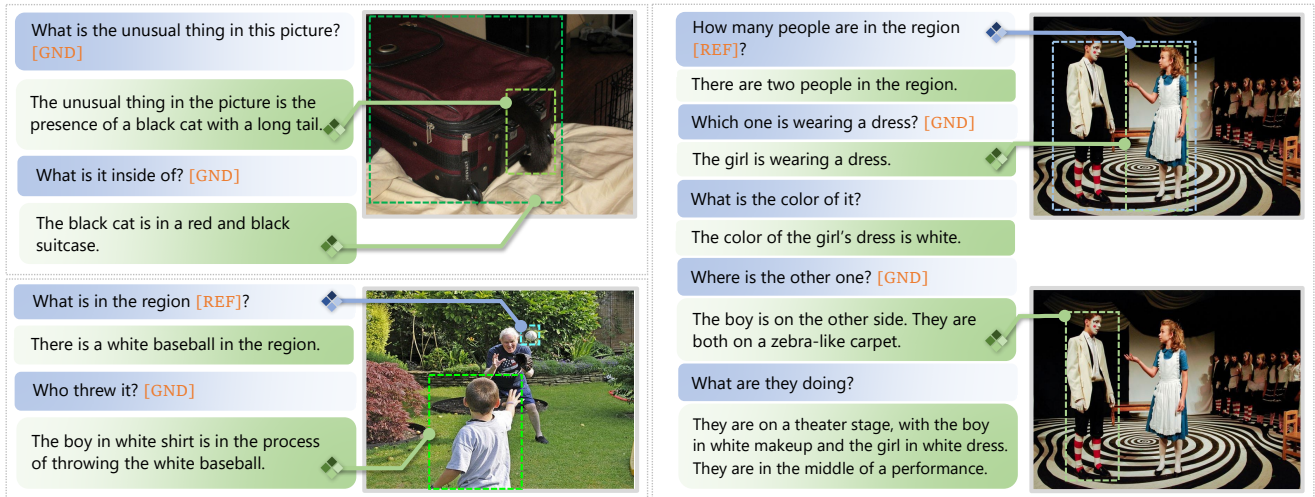 What is the unusual thing in this picture?
[GND]
The unusual thing in the picture is the
presence of a black cat with a long tail.
What is it inside of? [GND]
The black cat is in a red and black
suitcase.
What is in the region [REF]?
There is a white baseball in the region.
Who threw it? [GND]
The boy in white shirt is in the process
of throwing the white baseball.
How many people are in the region
[REF]?
There are two people in the region.
Which one is wearing a dress? [GND]
The girl is wearing a dress.
What is the color of it?
The color of the girl's dress is white.
Where is the other one? [GND]
The boy is on the other side. They are
both on a zebra-like carpet.
What are they doing?
They are on a theater stage, with the boy
in white makeup and the girl in white dress.
They are in the middle of a performance.